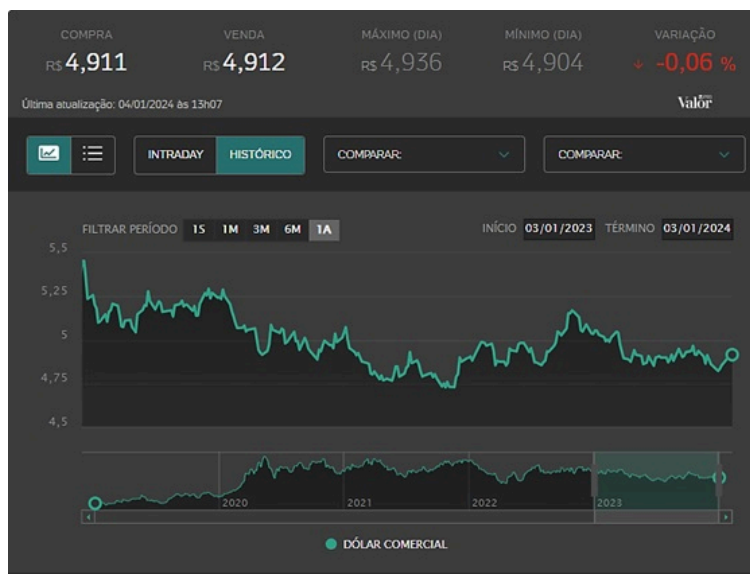 COMPRA VENDA MÁXIMO (DIA) MÍNIMO (DIA) VARIAÇÃO
R$ 4,911 R$ 4,912 R$ 4,936 R$ 4,904 -0,06 %
Última atualização: 04/01/2024 às 13h07 Valor
INTRADAY HISTÓRICO COMPARAR: COMPARAR:
FILTRAR PERÍODO 1S 1M 3M 6M 1A INÍCIO 03/01/2023 TÉRMINO 03/01/2024
5,5
5,25
5
4,75
4,5
2020 2021 2022 2023
DÓLAR COMERCIAL